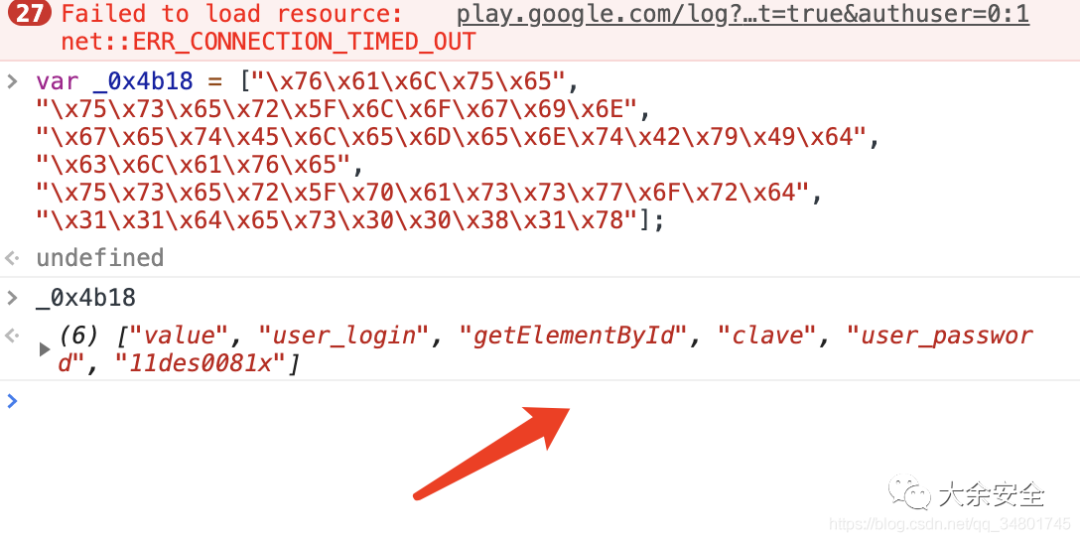 27 Failed to load resource: play.google.com/log?…t=true&authuser=0:1
net::ERR_CONNECTION_TIMED_OUT
> var _0x4b18 = ["\x76\x61\x6C\x75\x65",
"\x75\x73\x65\x72\x5F\x6C\x6F\x67\x69\x6E",
"\x67\x65\x74\x45\x6C\x65\x6D\x65\x6E\x74\x42\x79\x49\x64",
"\x63\x6C\x61\x76\x65",
"\x75\x73\x65\x72\x5F\x70\x61\x73\x73\x77\x6F\x72\x64",
"\x31\x31\x64\x65\x73\x30\x30\x38\x31\x78"];
undefined
> _0x4b18
(6) ["value", "user_login", "getElementById", "clave", "user_passwor
d", "11des0081x"]
>
大余安全
https://blog.csdn.net/qq_34801745